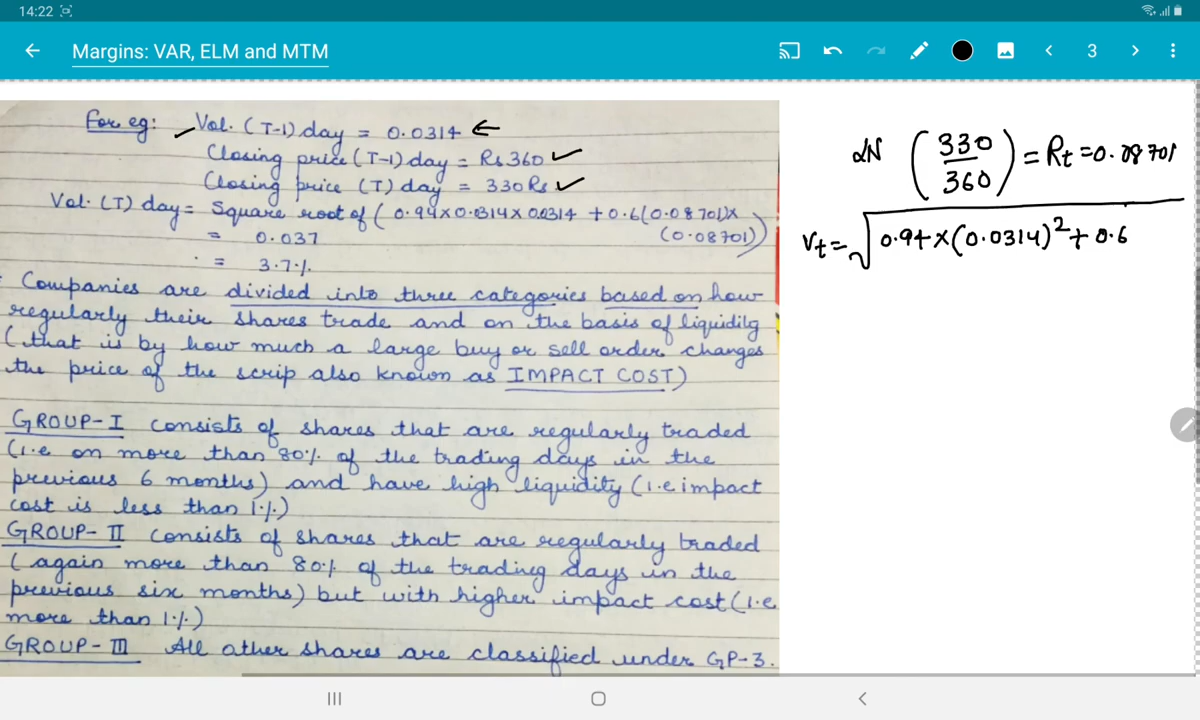 14:22
Margins: VAR, ELM and MTM
3
For eg: Vol. (T-1) day = 0.0314 ←
Closing price (T-1) day = Rs 360
Closing price (T) day = 330 Rs
Vol. (T) day = Square root of (0.94 x 0.0314 x 0.0314 + 0.6 (0.08701) x
(0.08701))
= 0.037
= 3.7%
Companies are divided into three categories based on how
regularly their shares trade and on the basis of liquidity
(that is by how much a large buy or sell order changes
the price of the scrip also known as IMPACT COST)
GROUP-I consists of shares that are regularly traded
(i.e on more than 80% of the trading days in the
previous 6 months) and have high liquidity (i.e impact
cost is less than 1%)
GROUP-II consists of shares that are regularly traded
(again more than 80% of the trading days in the
previous six months) but with higher impact cost (i.e
more than 1%)
GROUP-III All other shares are classified under GP-3.
LN (330/360) = Rt = 0.08701
Vt = √0.94 x (0.0314)² + 0.6